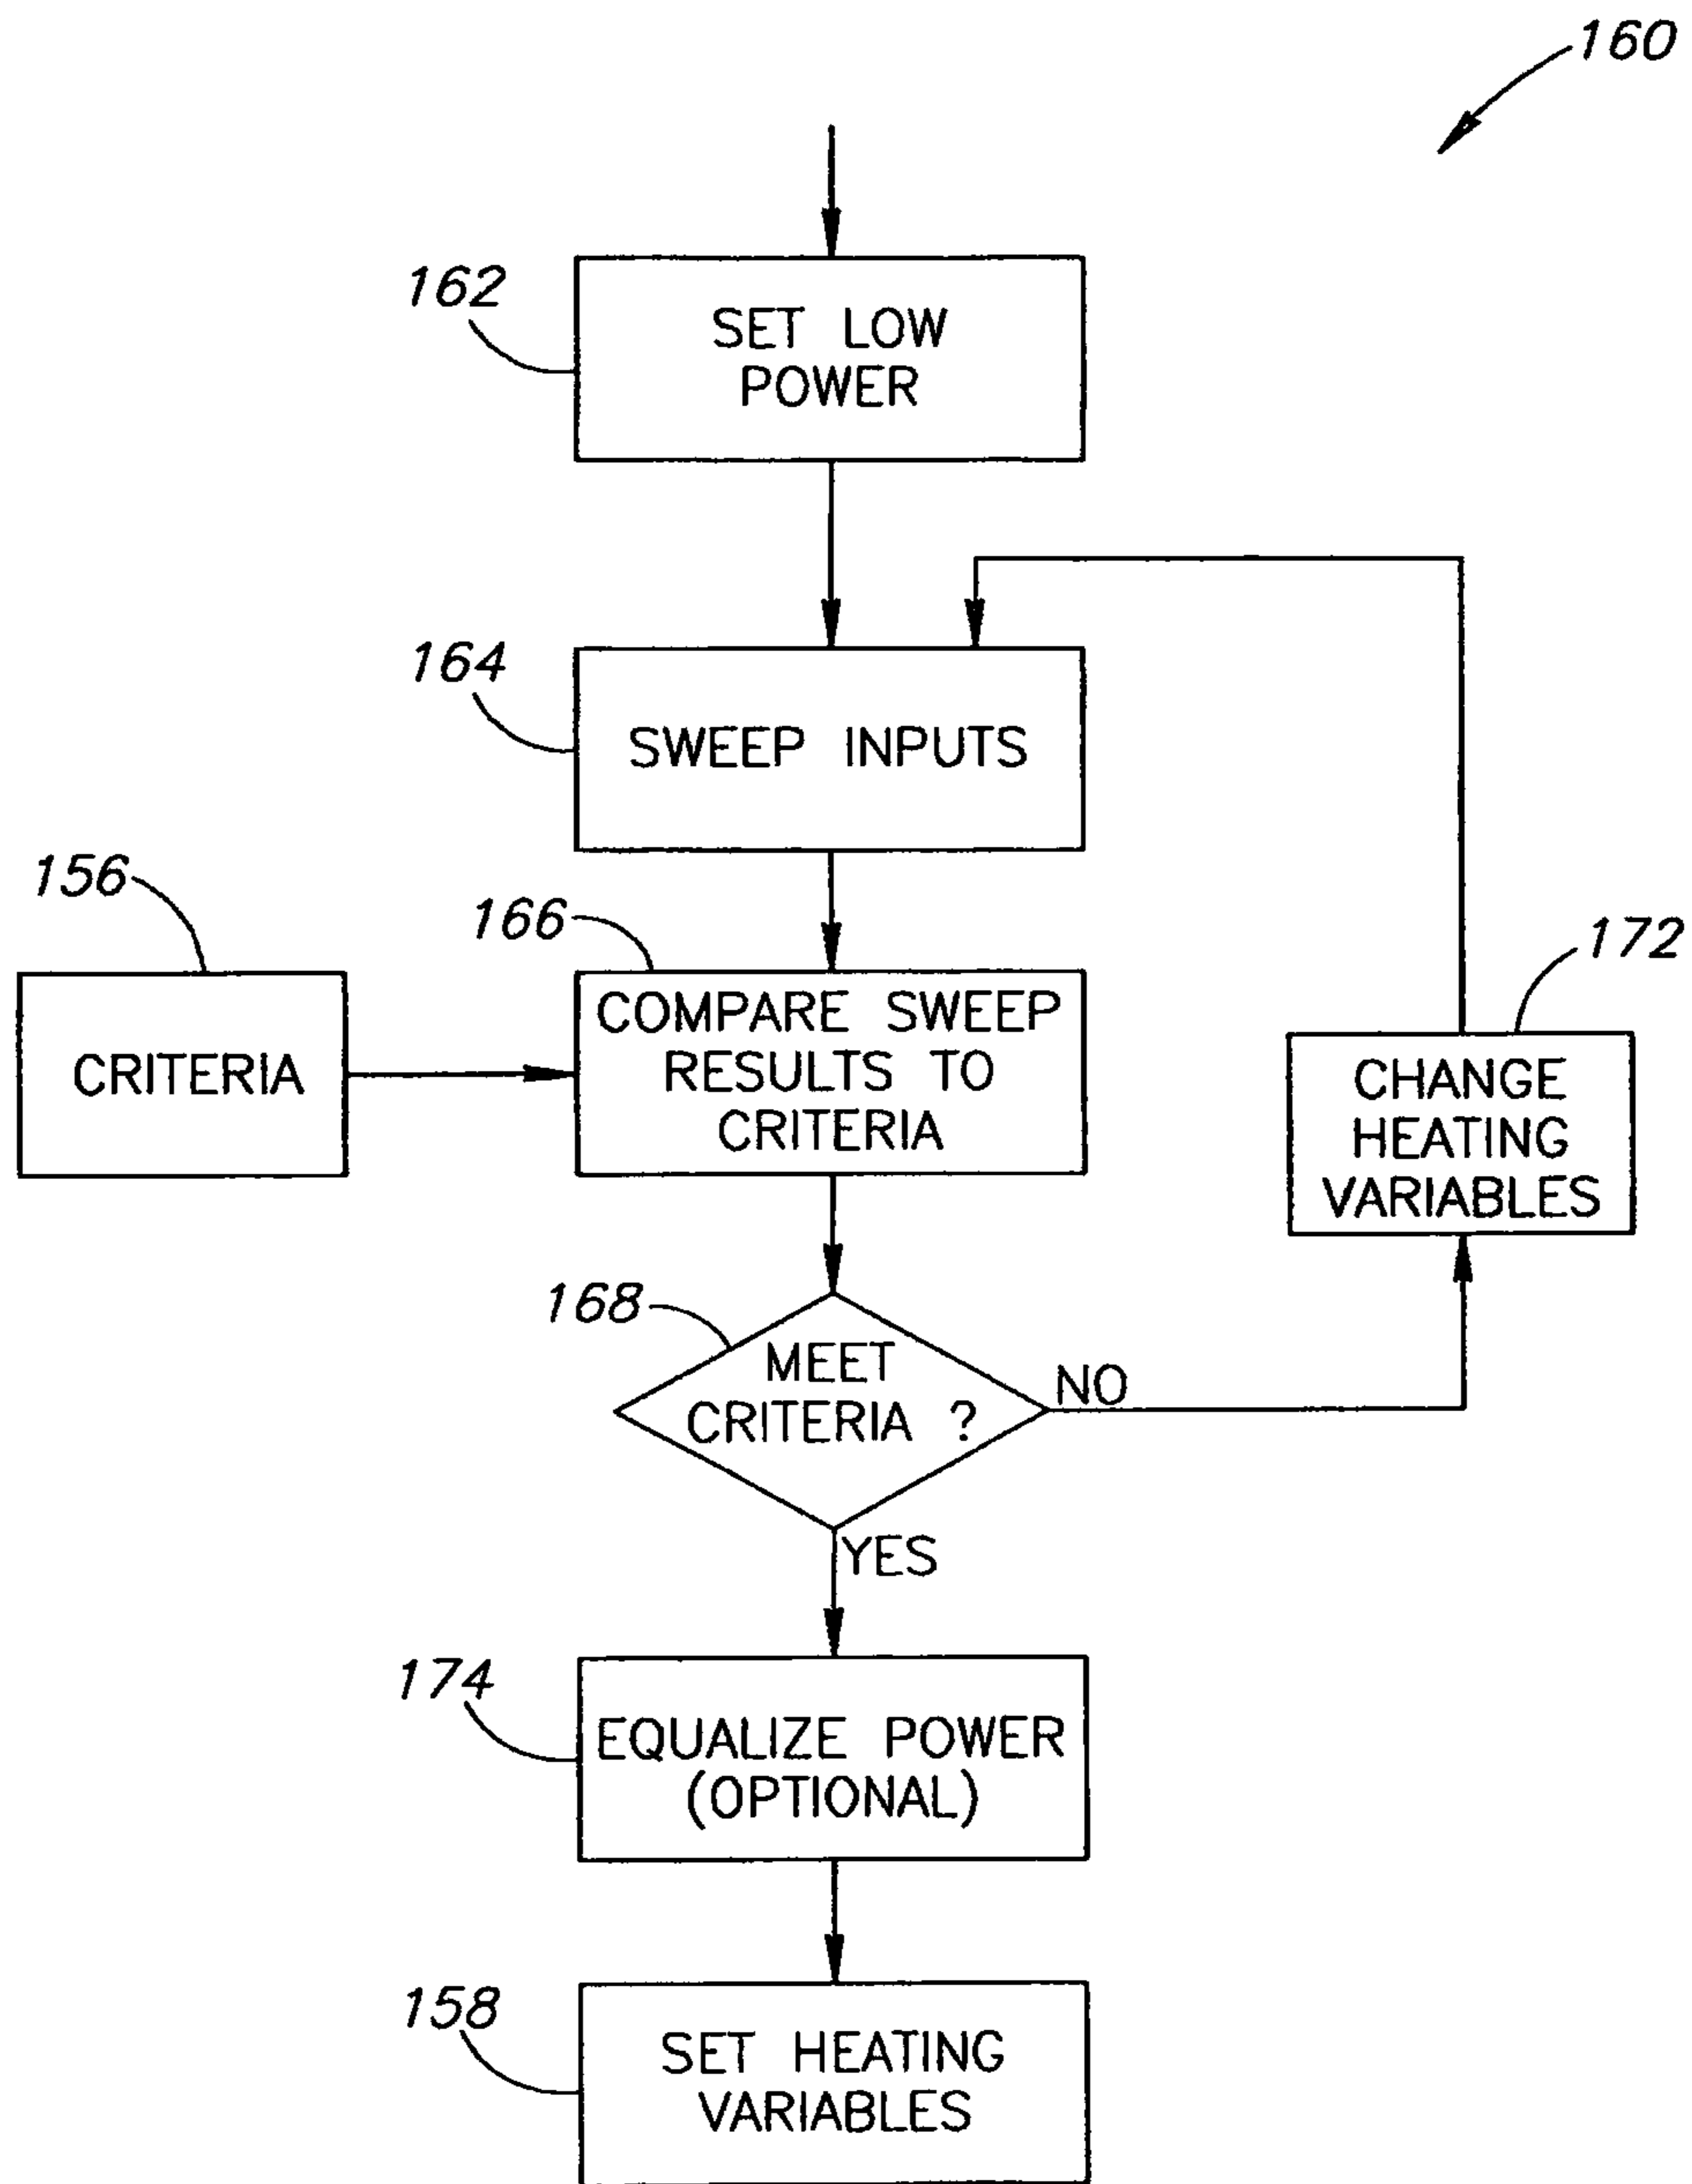 160
162
SET LOW
POWER
164
SWEEP INPUTS
156
CRITERIA
166
COMPARE SWEEP
RESULTS TO
CRITERIA
172
CHANGE
HEATING
VARIABLES
168
MEET
CRITERIA ?
NO
YES
174
EQUALIZE POWER
(OPTIONAL)
158
SET HEATING
VARIABLES